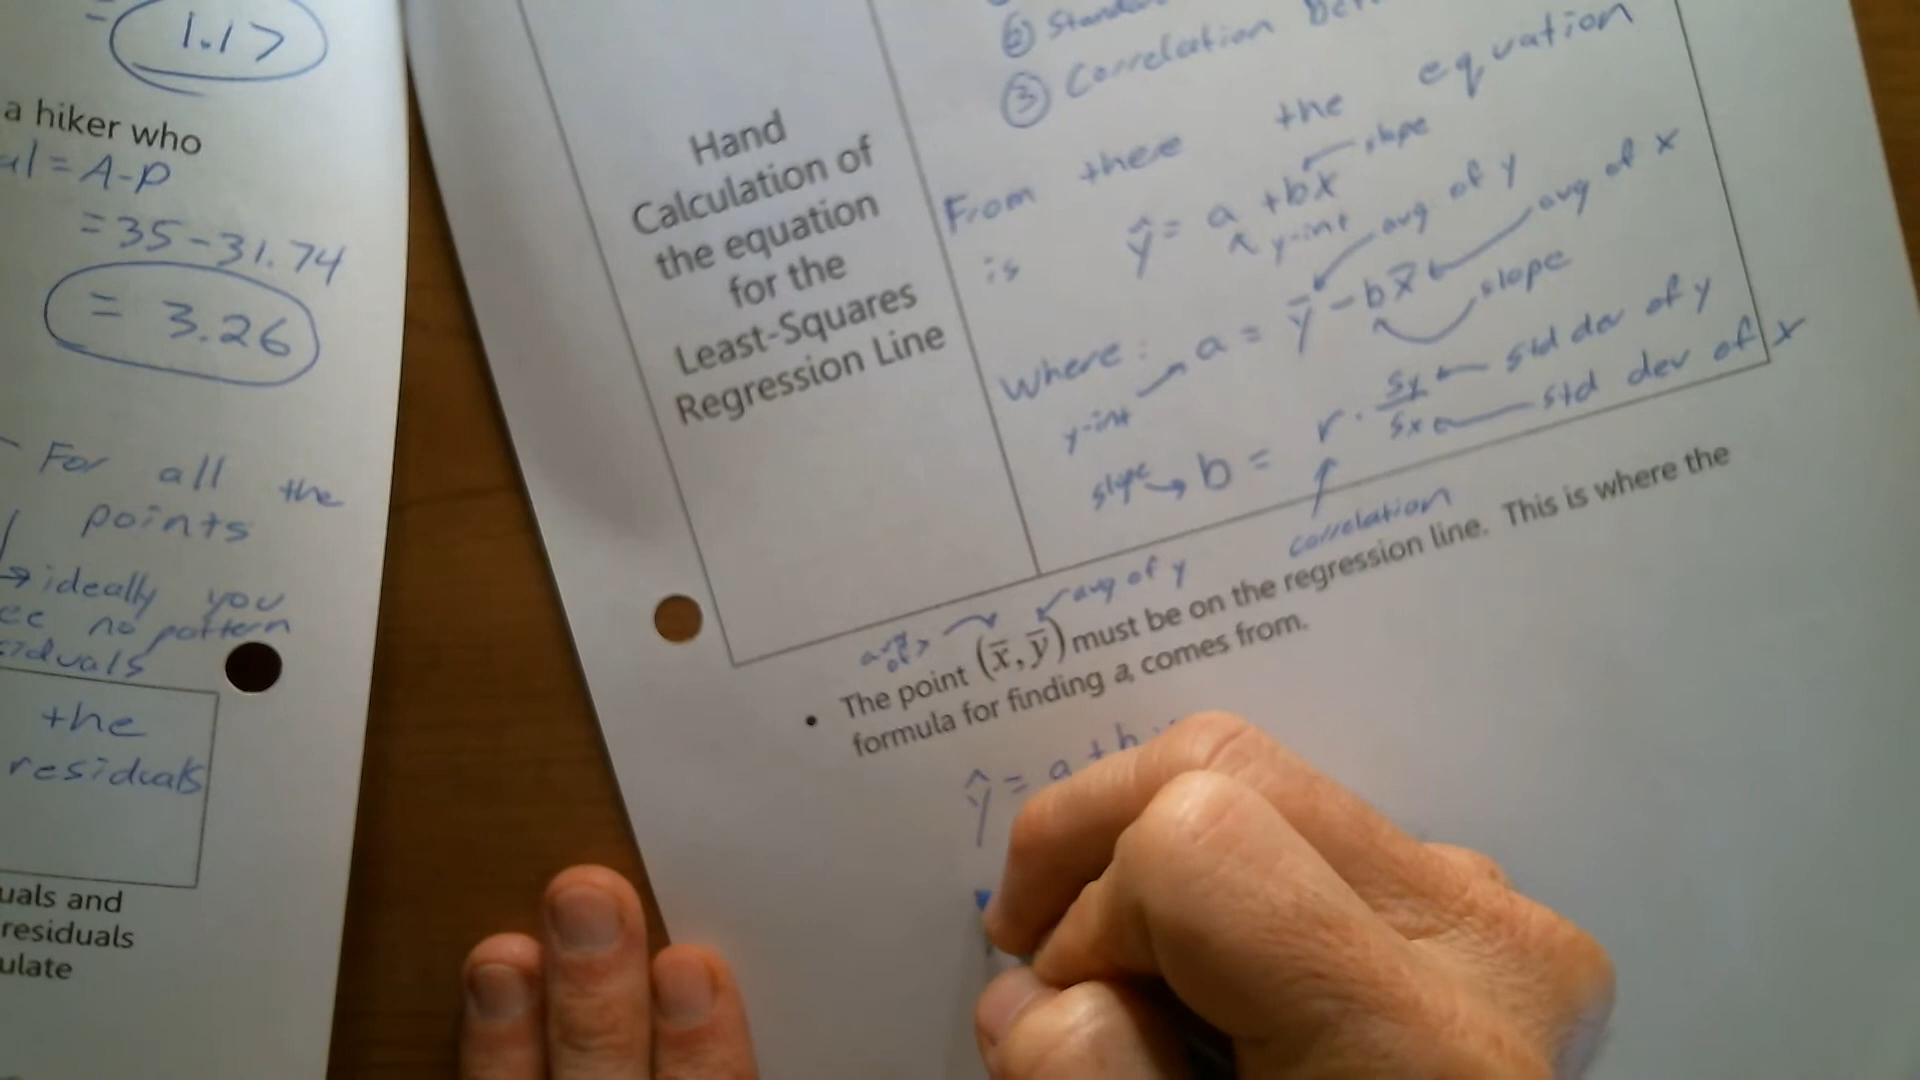 = 1.17
a hiker who
= A-P
= 35-31.74
= 3.26
For all the
points
→ ideally you
no pattern
the
residuals
uals and
residuals
ulate
Hand
Calculation of
the equation
for the
Least-Squares
Regression Line
②
③ Correlation
From there the equation
is ŷ = a + bx slope
y-int
avg of y
avg of x
Where: a = ȳ - bx̄
slope
y-int
slope → b = r · sy/sx
std dev of y
std dev of x
correlation
avg of y
• The point (x̄, ȳ) must be on the regression line. This is where the
formula for finding a, comes from.
ŷ = a + b